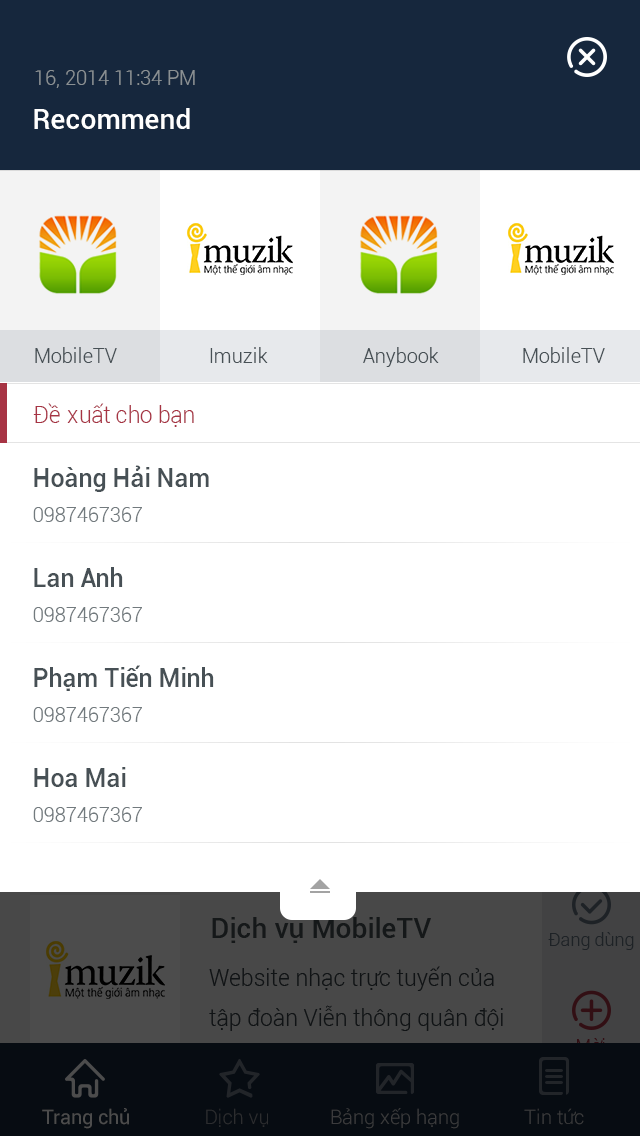 16, 2014 11:34 PM
Recommend
imuzik
Một thế giới âm nhạc
imuzik
Một thế giới âm nhạc
MobileTV
Imuzik
Anybook
MobileTV
Đề xuất cho bạn
Hoàng Hải Nam
0987467367
Lan Anh
0987467367
Phạm Tiến Minh
0987467367
Hoa Mai
0987467367
imuzik
Một thế giới âm nhạc
Dịch vụ MobileTV
Website nhạc trực tuyến của
tập đoàn Viễn thông quân đội
Đang dùng
Trang chủ
Dịch vụ
Bảng xếp hạng
Tin tức